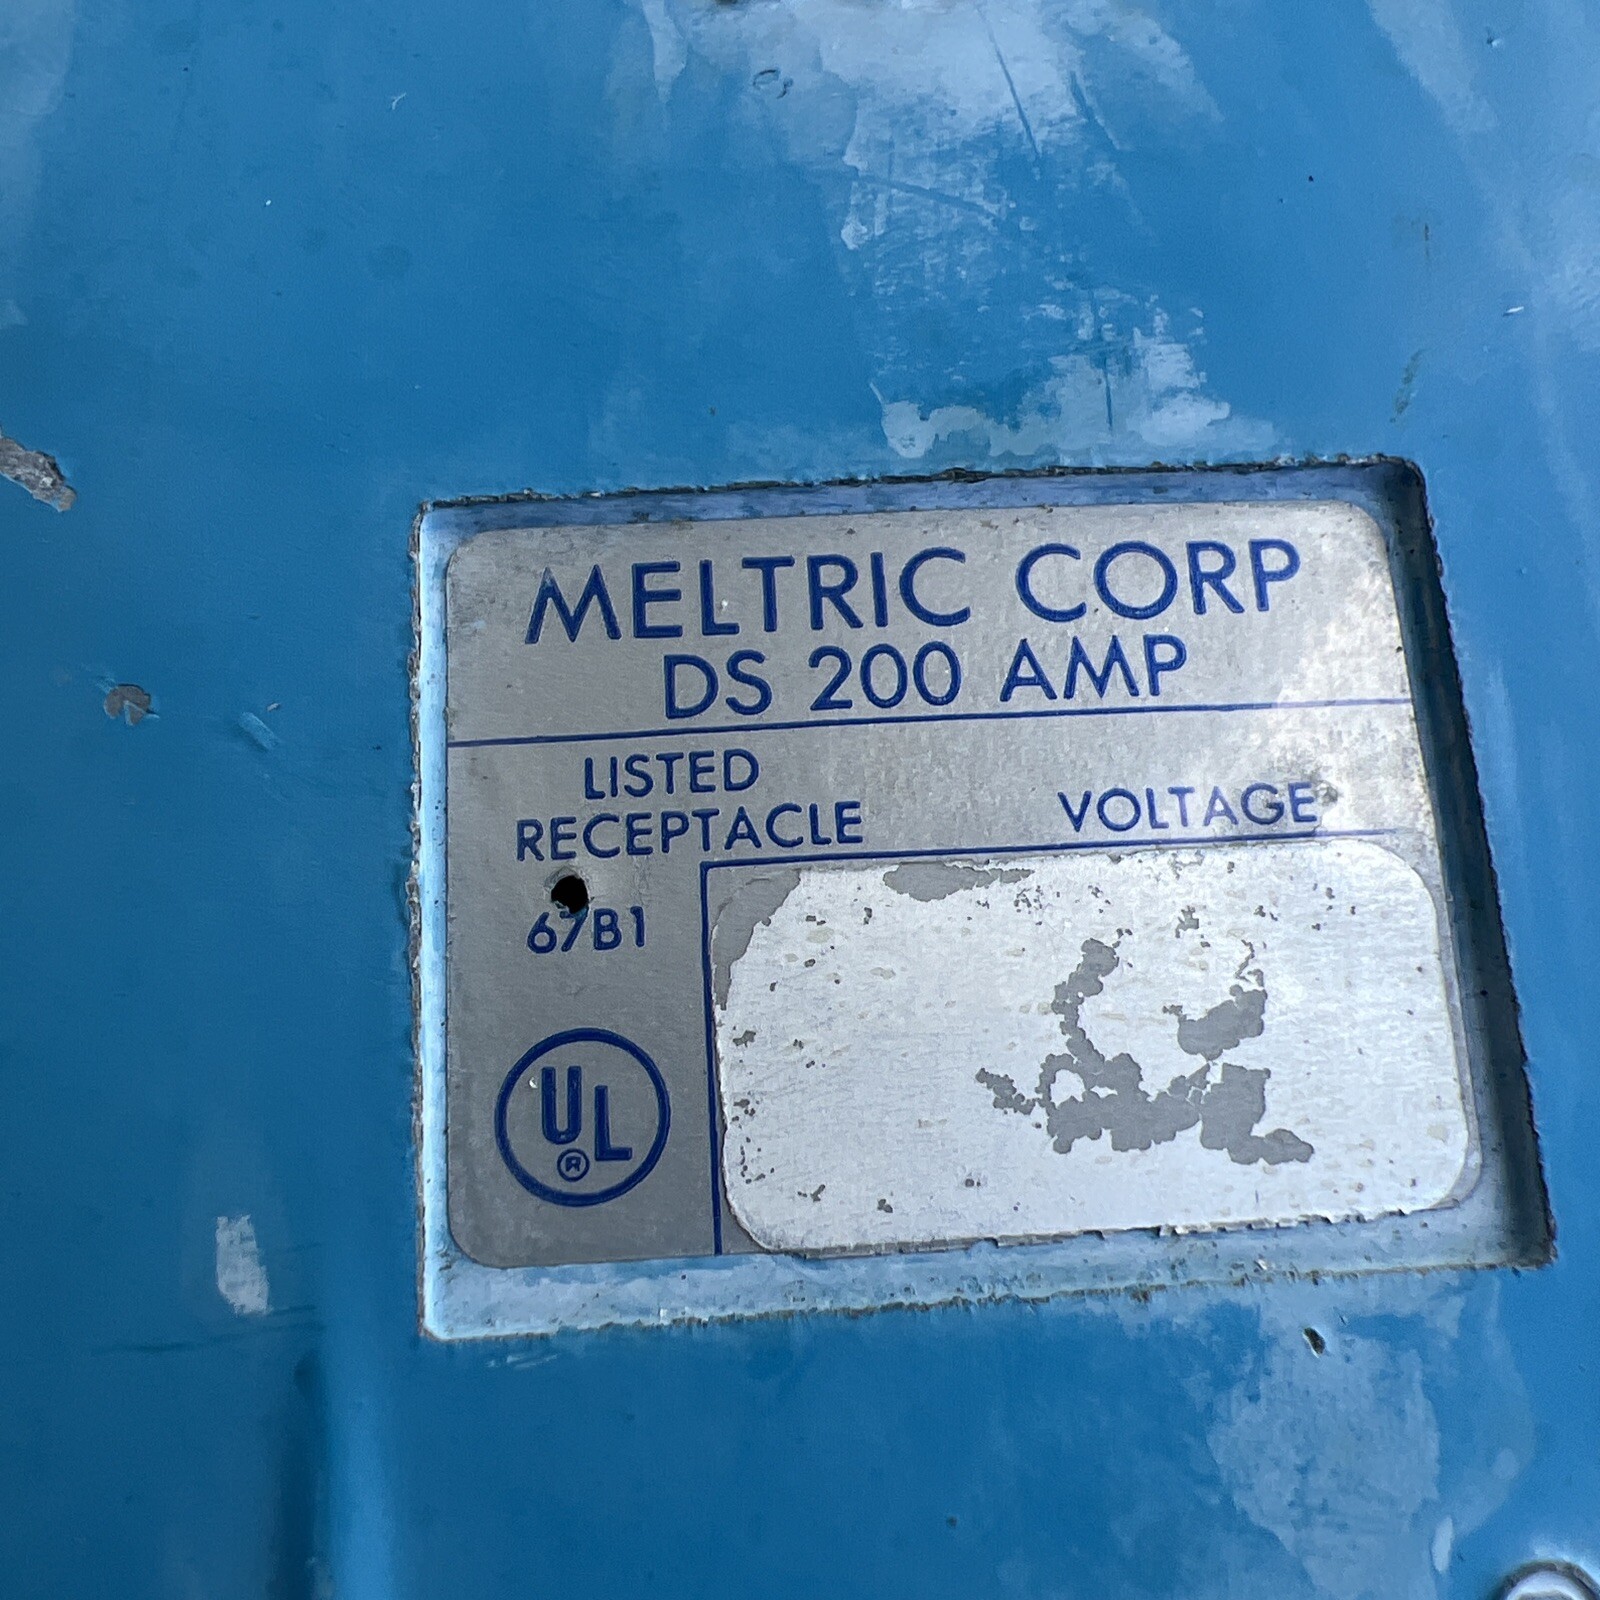 MELTRIC CORP
DS 200 AMP
LISTED
RECEPTACLE
VOLTAGE
67B1
UL
®